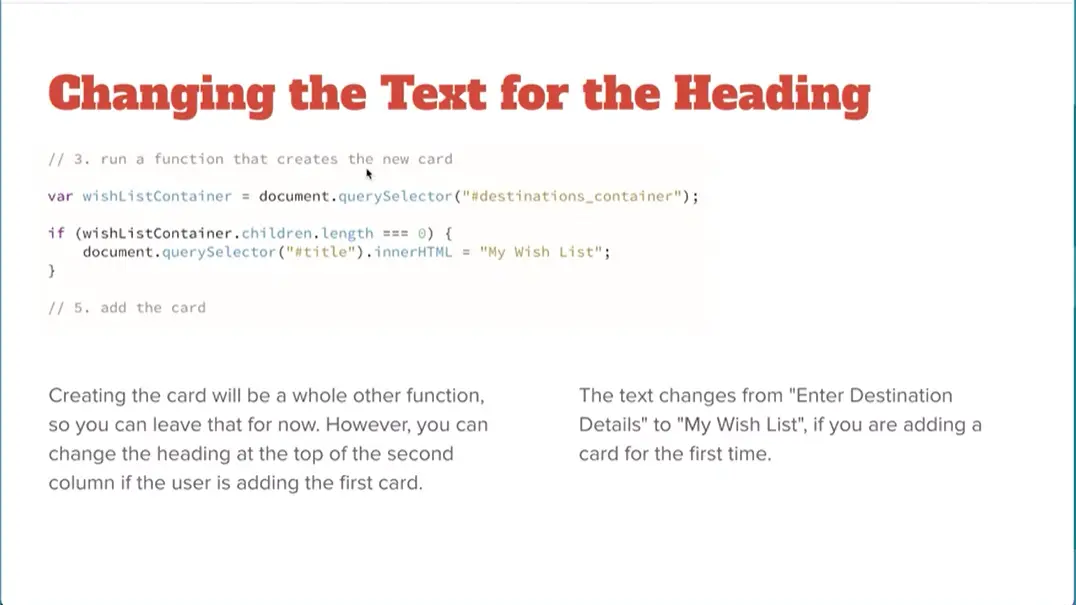 Changing the Text for the Heading
// 3. run a function that creates the new card
var wishListContainer = document.querySelector("#destinations_container");
if (wishListContainer.children.length === 0) {
    document.querySelector("#title").innerHTML = "My Wish List";
}
// 5. add the card
Creating the card will be a whole other function,
so you can leave that for now. However, you can
change the heading at the top of the second
column if the user is adding the first card.
The text changes from "Enter Destination
Details" to "My Wish List", if you are adding a
card for the first time.